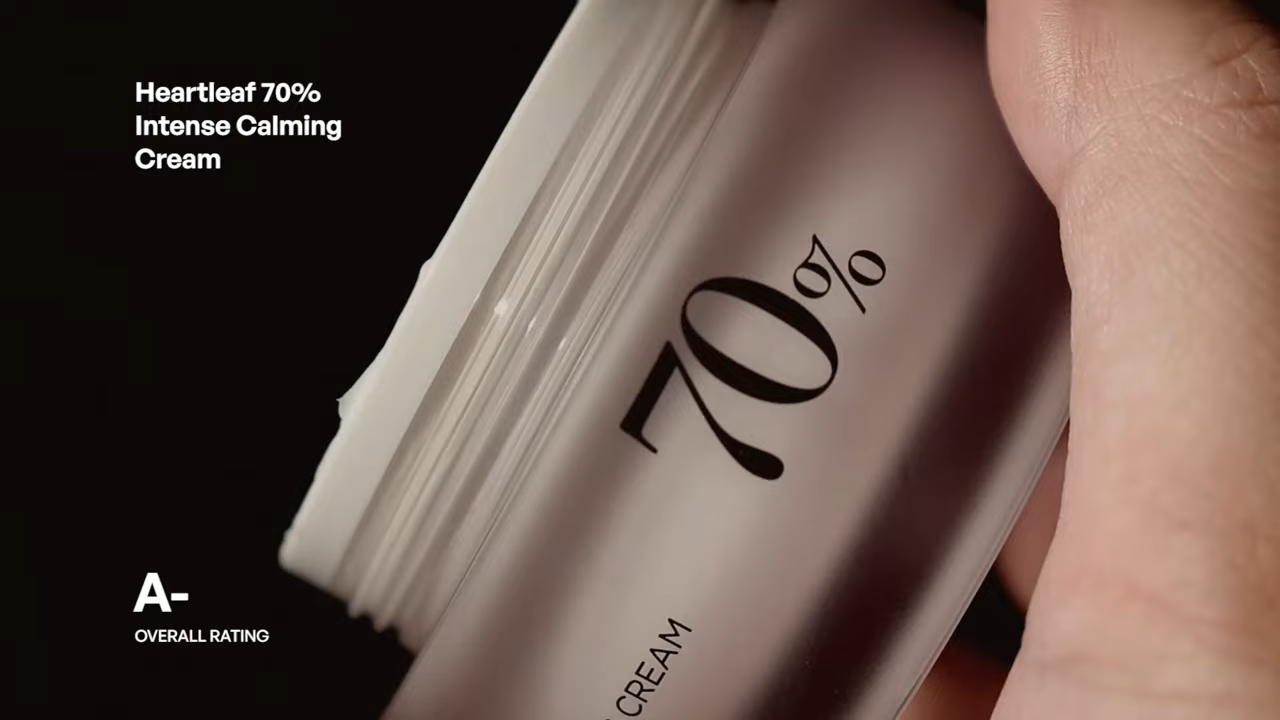 Heartleaf 70%
Intense Calming
Cream
70%
CREAM
A-
OVERALL RATING